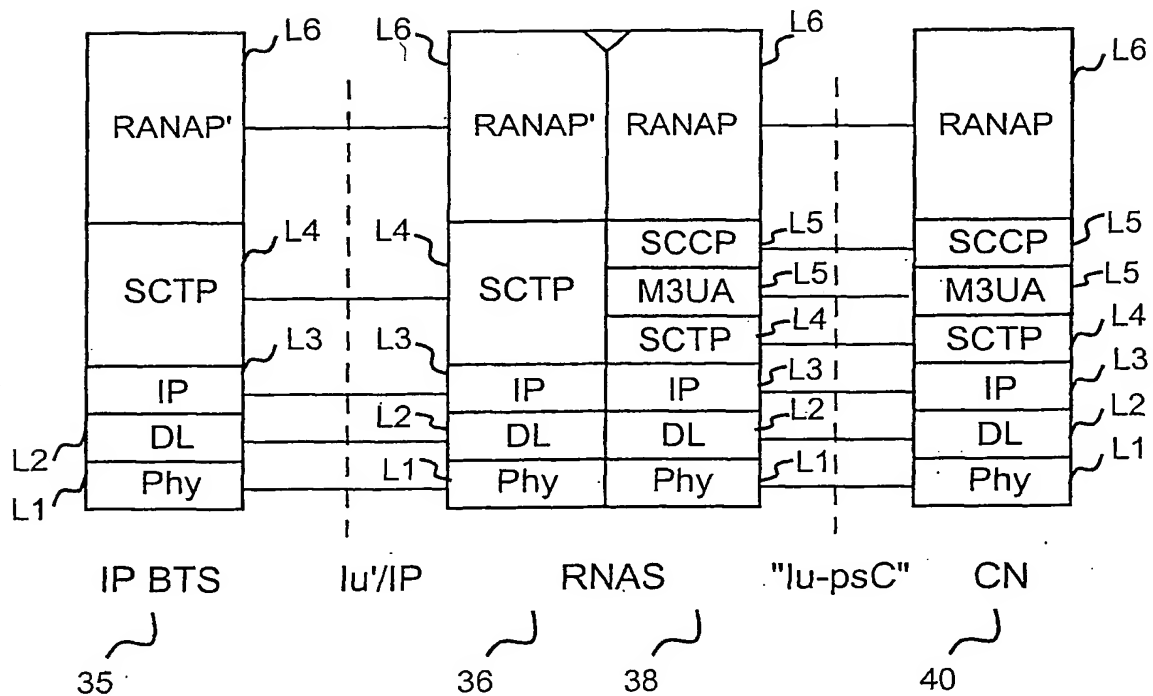 L6 L6 L6 L6
RANAP' RANAP' RANAP RANAP
L4 L4 SCCP L5 SCCP L5
SCTP SCTP M3UA L5 M3UA L5
L3 L3 SCTP L4 SCTP L4
IP IP IP L3 IP L3
L2 DL L2 DL DL L2 DL L2
L1 Phy L1 Phy Phy L1 Phy L1
IP BTS Iu'/IP RNAS "Iu-psC" CN
35 36 38 40